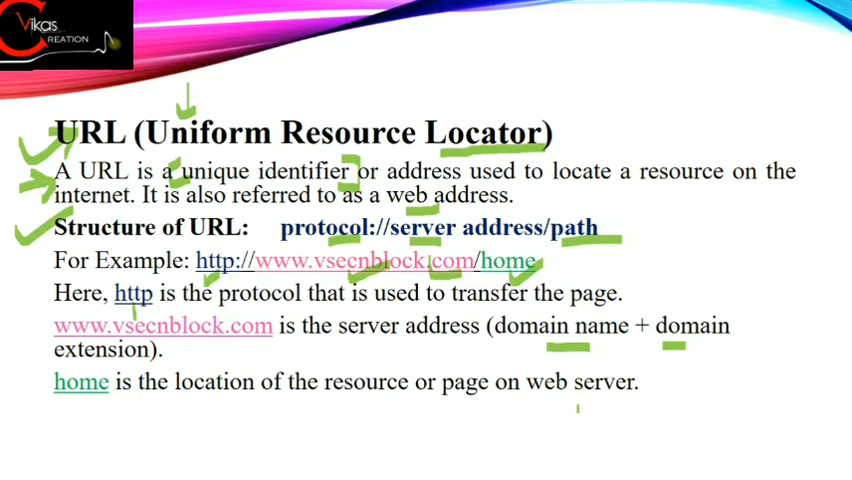 Vikas
CREATION
URL (Uniform Resource Locator)
A URL is a unique identifier or address used to locate a resource on the
internet. It is also referred to as a web address.
Structure of URL: protocol://server address/path
For Example: http://www.vsecnblock.com/home
Here, http is the protocol that is used to transfer the page.
www.vsecnblock.com is the server address (domain name + domain
extension).
home is the location of the resource or page on web server.